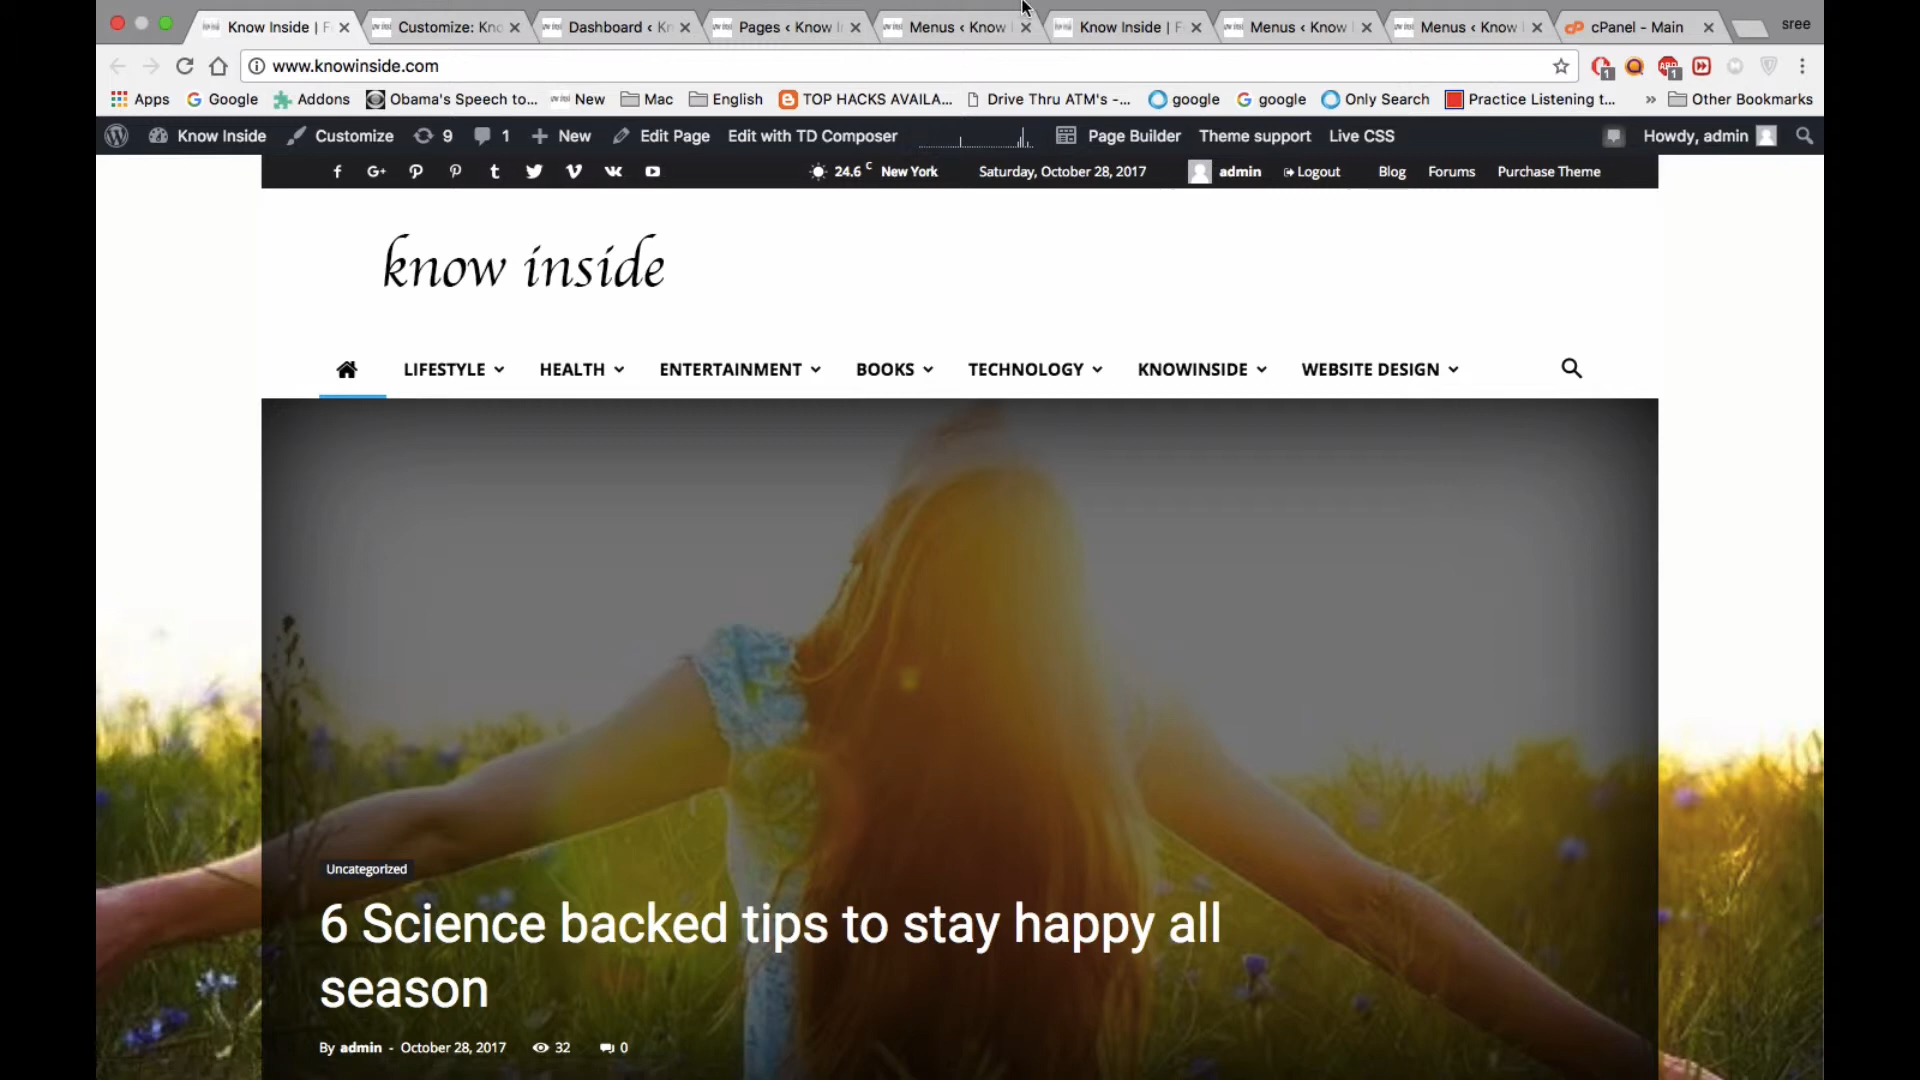 Know Inside | F
Customize: Kno
Dashboard ‹ Kn
Pages ‹ Know I
Menus ‹ Know
Know Inside | F
Menus ‹ Know
Menus ‹ Know
cPanel - Main
sree
www.knowinside.com
Apps
Google
Addons
Obama's Speech to...
New
Mac
English
TOP HACKS AVAILA...
Drive Thru ATM's -...
google
google
Only Search
Practice Listening t...
» Other Bookmarks
Know Inside
Customize
9
1
New
Edit Page
Edit with TD Composer
Page Builder
Theme support
Live CSS
Howdy, admin
24.6 C New York
Saturday, October 28, 2017
admin
Logout
Blog
Forums
Purchase Theme
know inside
LIFESTYLE
HEALTH
ENTERTAINMENT
BOOKS
TECHNOLOGY
KNOWINSIDE
WEBSITE DESIGN
Uncategorized
6 Science backed tips to stay happy all
season
By admin - October 28, 2017 32 0